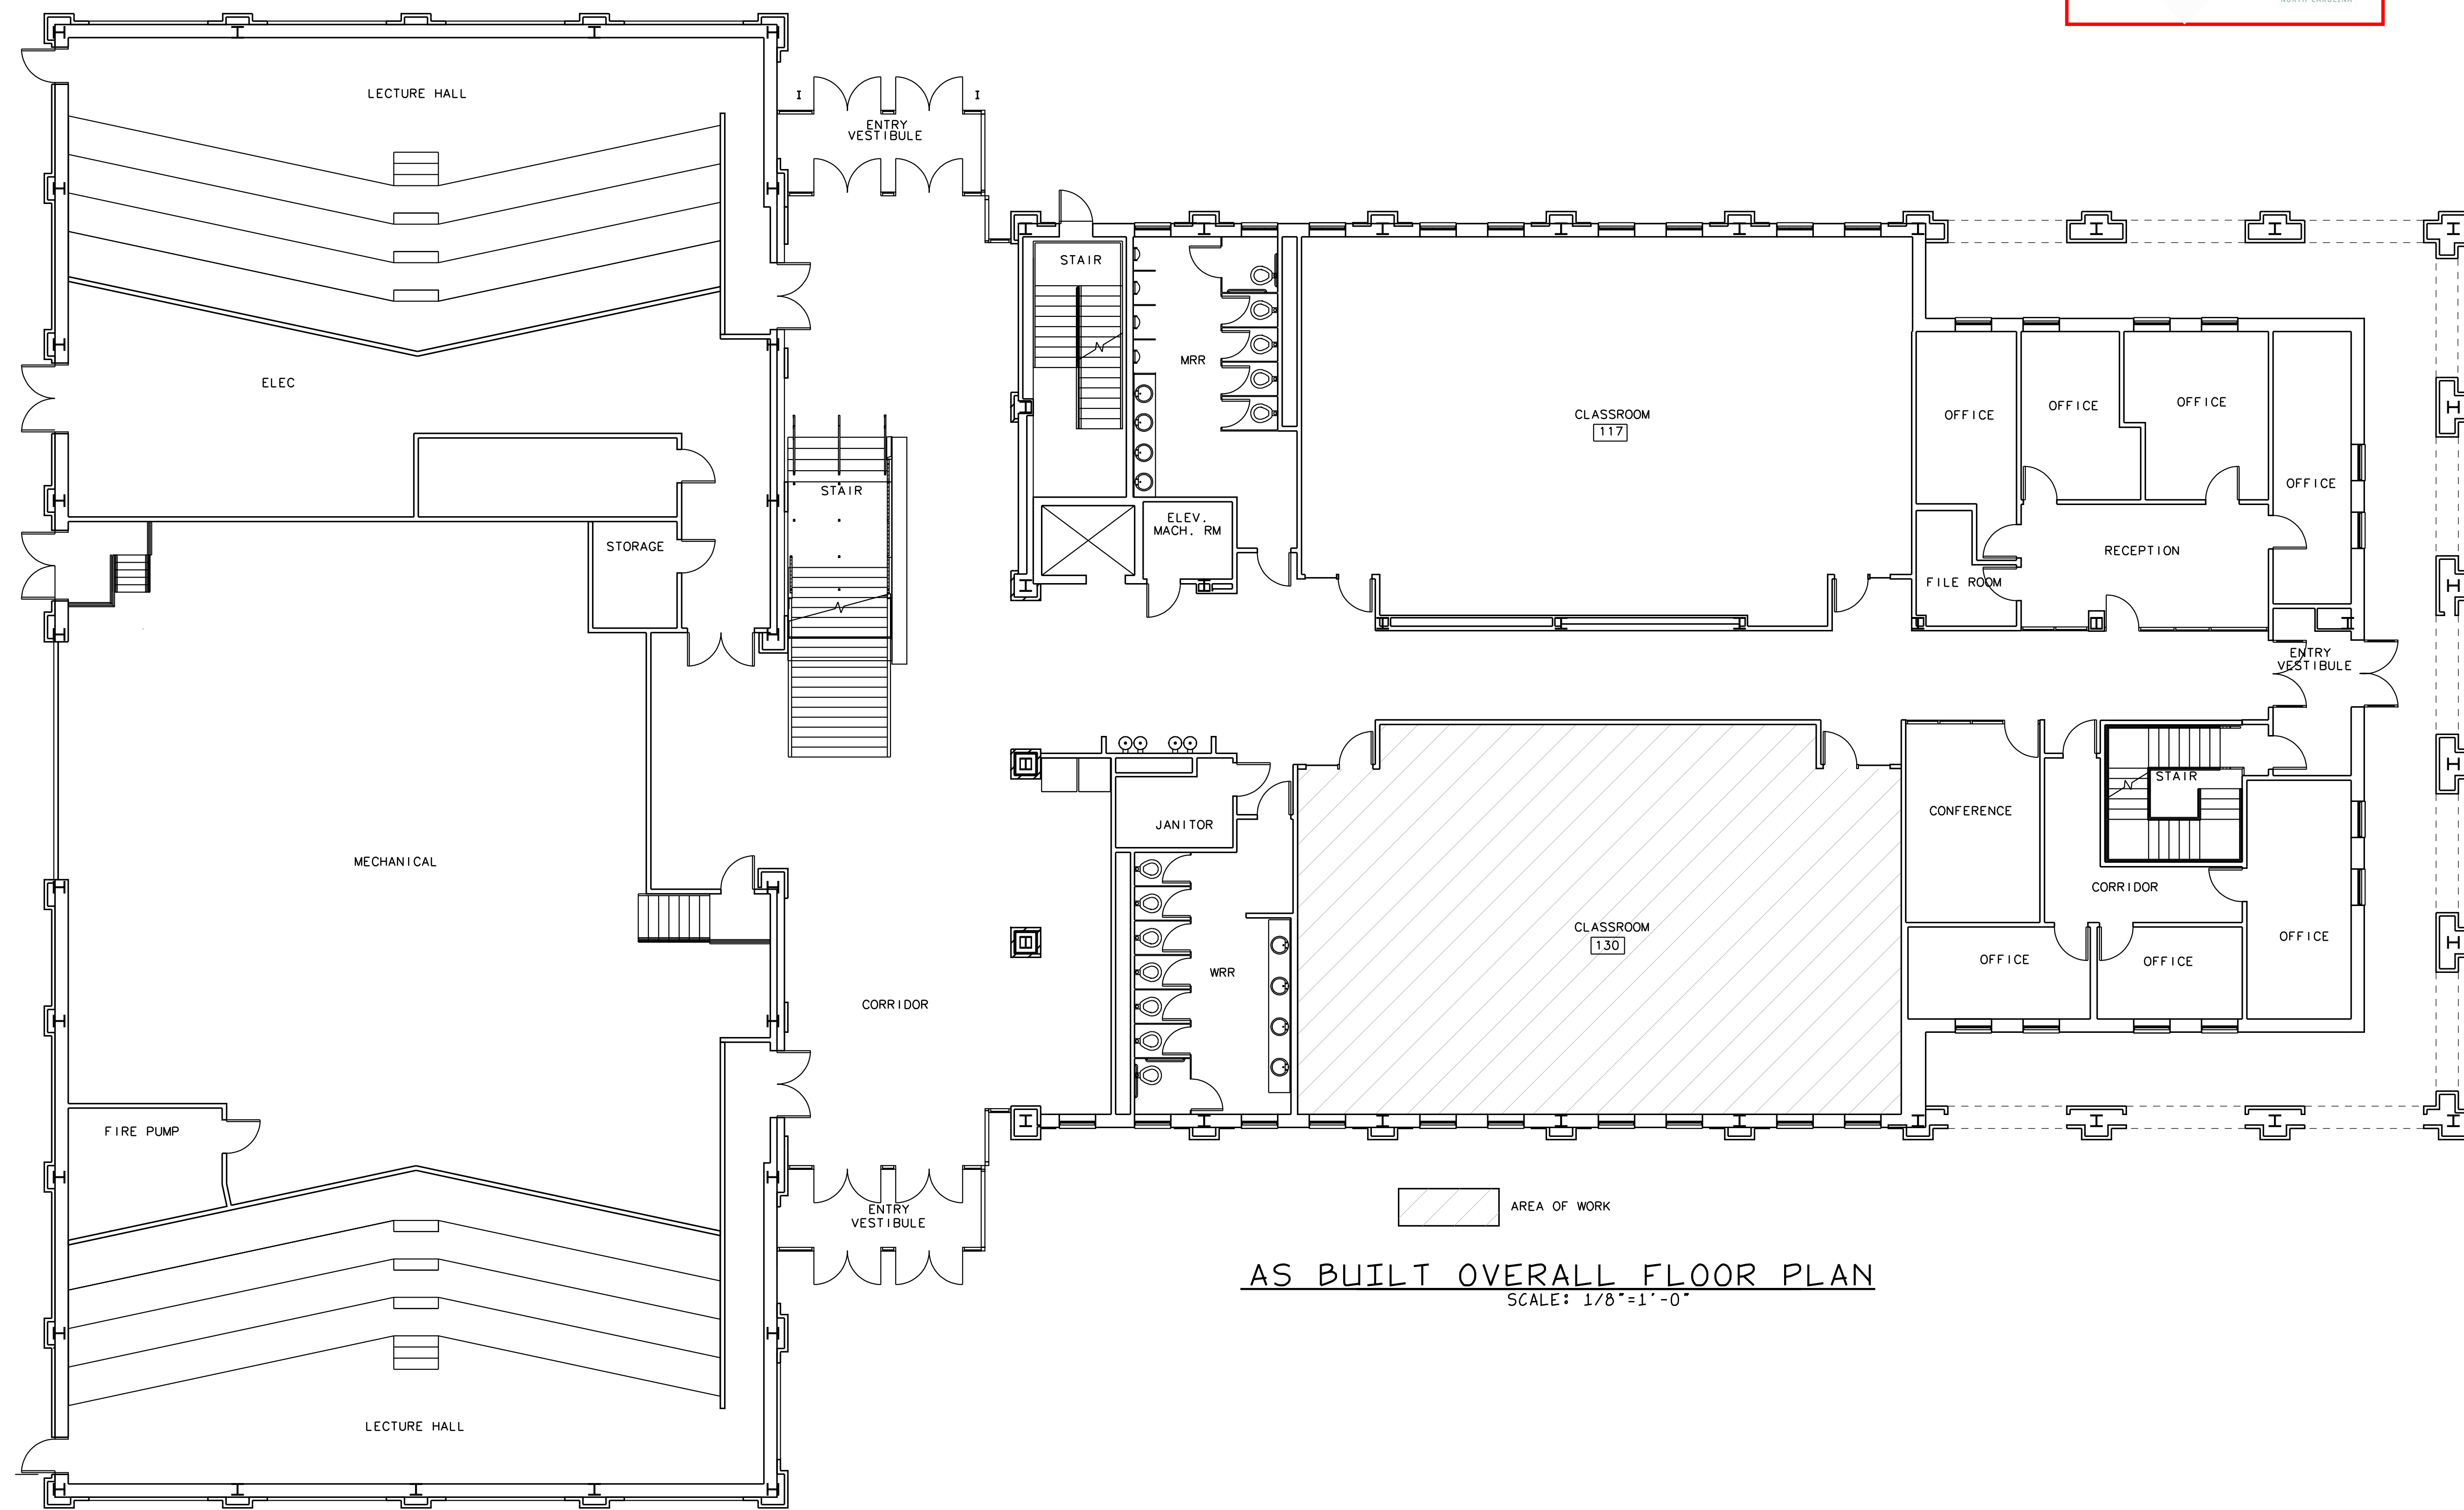 NORTH CAROLINA
LECTURE HALL
ENTRY
VESTIBULE
STAIR
MRR
ELEC
CLASSROOM
117
OFFICE
OFFICE
OFFICE
OFFICE
STAIR
ELEV.
MACH. RM
STORAGE
RECEPTION
FILE ROOM
ENTRY
VESTIBULE
STAIR
CONFERENCE
JANITOR
MECHANICAL
CORRIDOR
CLASSROOM
130
OFFICE
OFFICE
OFFICE
WRR
CORRIDOR
FIRE PUMP
ENTRY
VESTIBULE
AREA OF WORK
AS BUILT OVERALL FLOOR PLAN
SCALE: 1/8"=1'-0"
LECTURE HALL